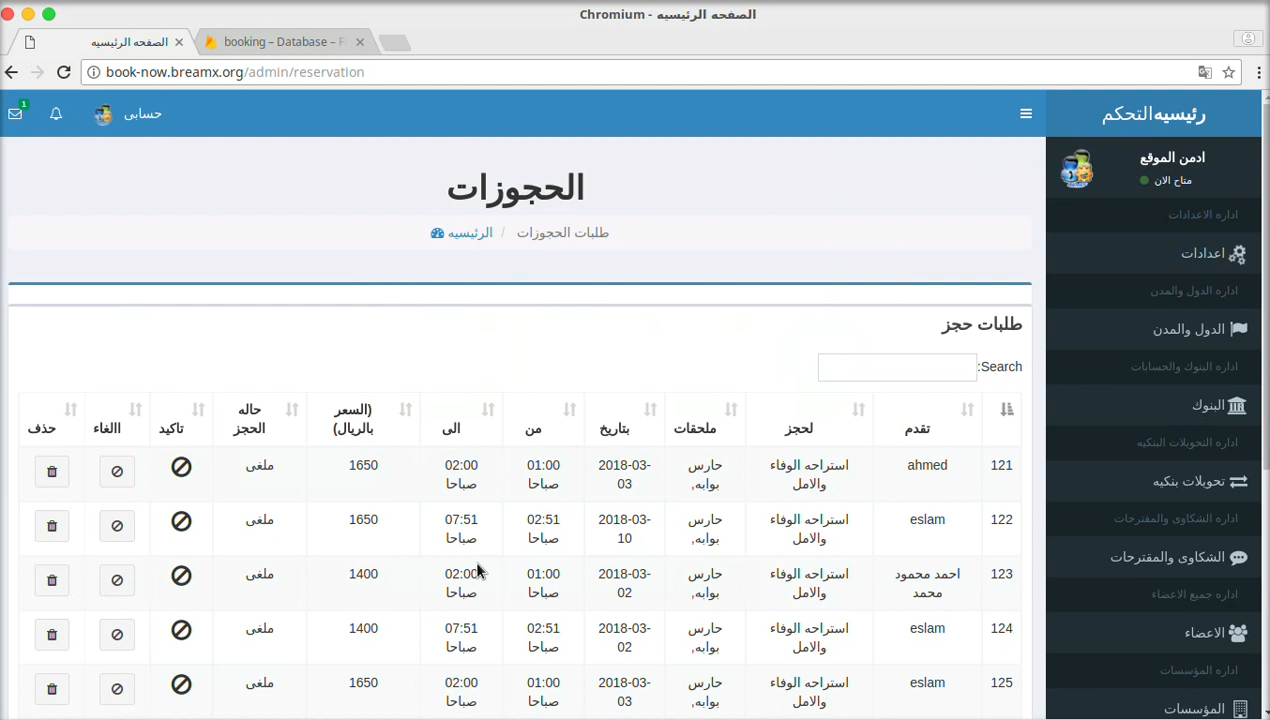 الصفحه الرئيسيه - Chromium
الصفحه الرئيسيه
booking – Database – Fi
book-now.breamx.org/admin/reservation
رئيسيهالتحكم
حسابى
1
ادمن الموقع
متاح الان
اداره الاعدادات
اعدادات
اداره الدول والمدن
الدول والمدن
اداره البنوك والحسابات
البنوك
اداره التحويلات البنكيه
تحويلات بنكيه
اداره الشكاوى والمقترحات
الشكاوى والمقترحات
اداره جميع الاعضاء
الاعضاء
اداره المؤسسات
المؤسسات
الحجوزات
طلبات الحجوزات / الرئيسيه
طلبات حجز
Search:
تقدم لحجز ملحقات بتاريخ من الى (السعر بالريال) حاله الحجز تاكيد االغاء حذف
121 ahmed استراحه الوفاء والامل حارس بوابه, 2018-03-03 01:00 صباحا 02:00 صباحا 1650 ملغى
122 eslam استراحه الوفاء والامل حارس بوابه, 2018-03-10 02:51 صباحا 07:51 صباحا 1650 ملغى
123 احمد محمود محمد استراحه الوفاء والامل حارس بوابه, 2018-03-02 01:00 صباحا 02:00 صباحا 1400 ملغى
124 eslam استراحه الوفاء والامل حارس بوابه, 2018-03-02 02:51 صباحا 07:51 صباحا 1400 ملغى
125 eslam استراحه الوفاء والامل حارس بوابه, 2018-03-03 01:00 صباحا 02:00 صباحا 1650 ملغى